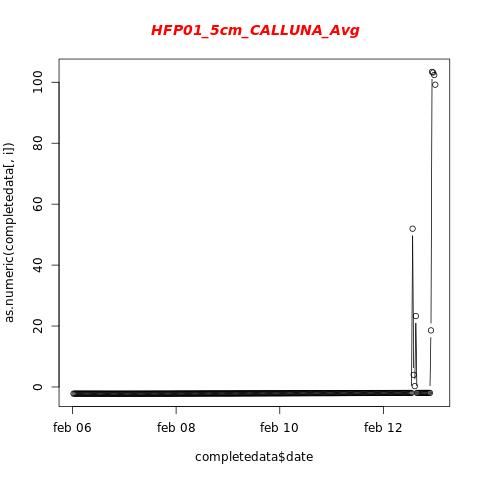 HFP01_5cm_CALLUNA_Avg
as.numeric(completedata[, i])
100
80
60
40
20
0
feb 06
feb 08
feb 10
feb 12
completedata$date